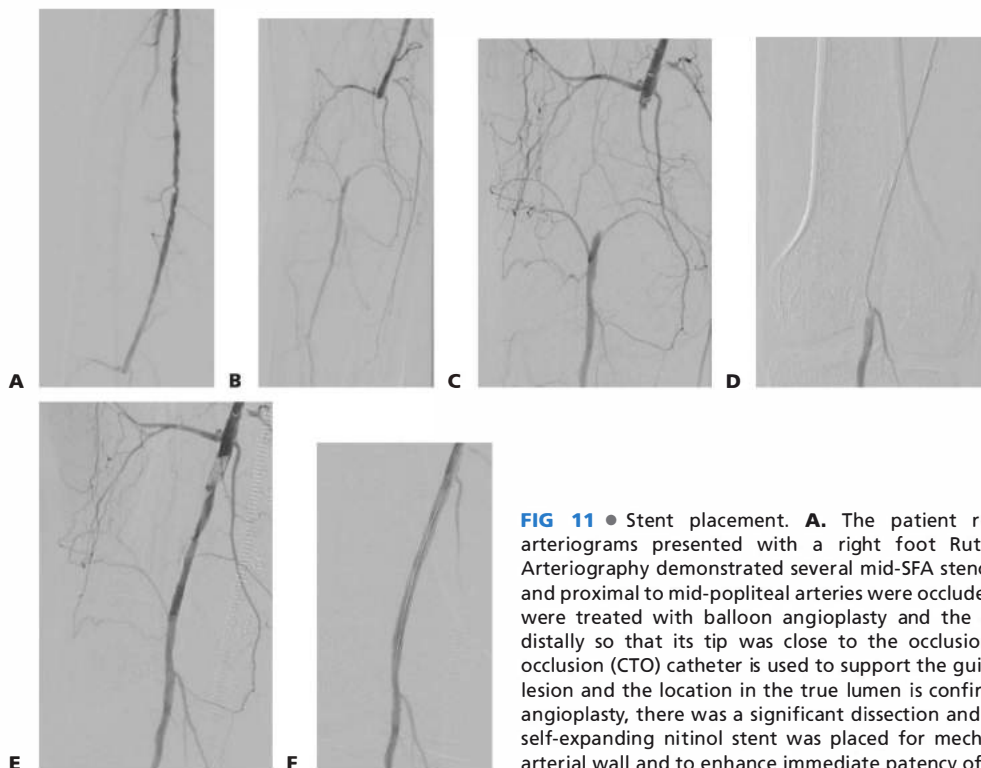 A
B
C
D
E
F
FIG 11 ● Stent placement. A. The patient
arteriograms presented with a right foot
Arteriography demonstrated several mid-SFA
and proximal to mid-popliteal arteries were
were treated with balloon angioplasty and the
distally so that its tip was close to the
occlusion (CTO) catheter is used to support the
lesion and the location in the true lumen is
angioplasty, there was a significant dissection and
self-expanding nitinol stent was placed for
arterial wall and to enhance immediate patency of